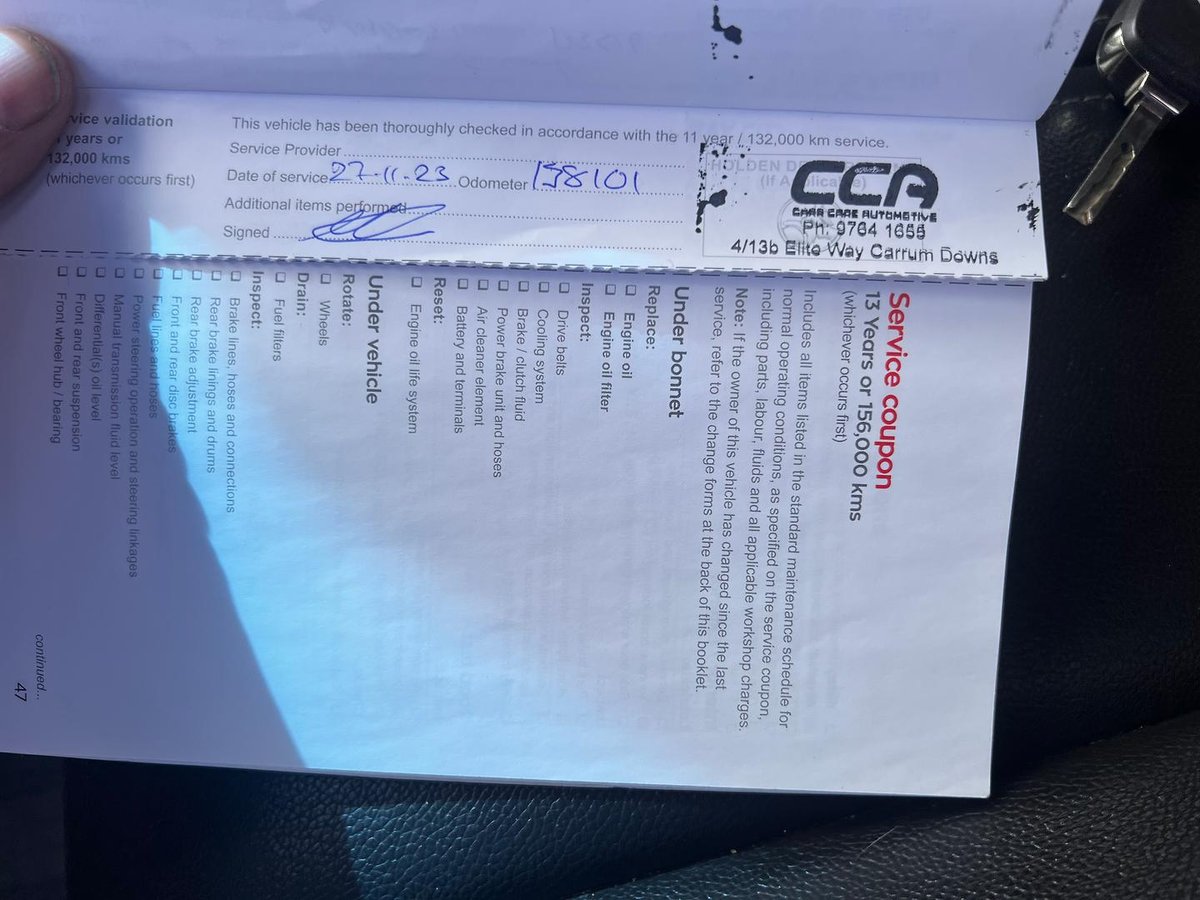 years or
132,000 kms
(whichever occurs first)
This vehicle has been thoroughly checked in accordance with the 11 year / 132,000 km service.
Service Provider
Date of service 27.11.23 Odometer 138101
Additional items performed
Signed
HOLDEN
(If Applicable)
CCA
CARR CARE AUTOMOTIVE
Ph: 9764 1655
4/13b Elite Way Carrum Downs
Service coupon
13 Years or 156,000 kms
(whichever occurs first)
Includes all items listed in the standard maintenance schedule for
normal operating conditions, as specified on the service coupon,
including parts, labour, fluids and all applicable workshop charges.
Note: If the owner of this vehicle has changed since the last
service, refer to the change forms at the back of this booklet.
Under bonnet
Replace:
Engine oil
Engine oil filter
Inspect:
Drive belts
Cooling system
Brake / clutch fluid
Power brake unit and hoses
Air cleaner element
Battery and terminals
Reset:
Engine oil life system
Under vehicle
Rotate:
Wheels
Drain:
Fuel filters
Inspect:
Brake lines, hoses and connections
Rear brake linings and drums
Rear brake adjustment
Front and rear disc brakes
Fuel lines and hoses
Power steering operation and steering linkages
Manual transmission fluid level
Differential(s) oil level
Front and rear suspension
Front wheel hub / bearing
continued...
47